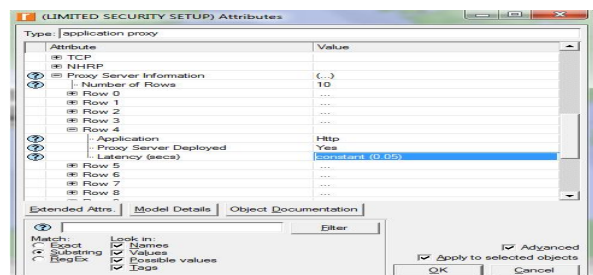 (LIMITED SECURITY SETUP) Attributes
Type: application proxy
Attribute Value
TCP
NHRP
Proxy Server Information (...)
Number of Rows 10
Row 0 ...
Row 1 ...
Row 2 ...
Row 3 ...
Row 4
Application Http
Proxy Server Deployed Yes
Latency (secs) constant (0.05)
Row 5 ...
Row 6 ...
Row 7 ...
Row 8 ...
Extended Attrs. Model Details Object Documentation
Filter
Match: Look in:
Exact Names
Substring Values
RegEx Possible values
Tags
Advanced
Apply to selected objects
OK Cancel